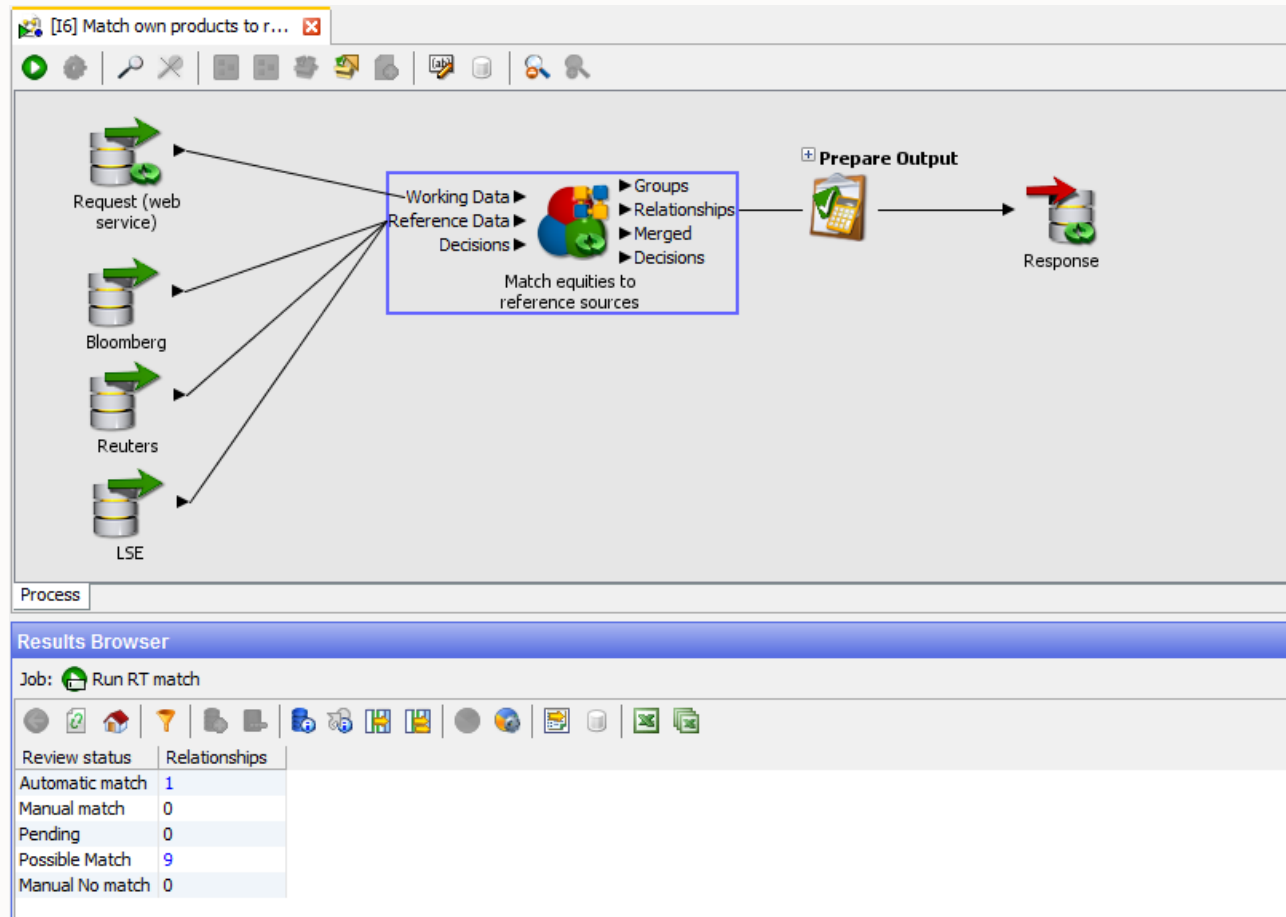 [I6] Match own products to r...
Request (web
service)
Bloomberg
Reuters
LSE
Working Data
Reference Data
Decisions
Groups
Relationships
Merged
Decisions
Match equities to
reference sources
Prepare Output
Response
Process
Results Browser
Job: Run RT match
Review status Relationships
Automatic match 1
Manual match 0
Pending 0
Possible Match 9
Manual No match 0